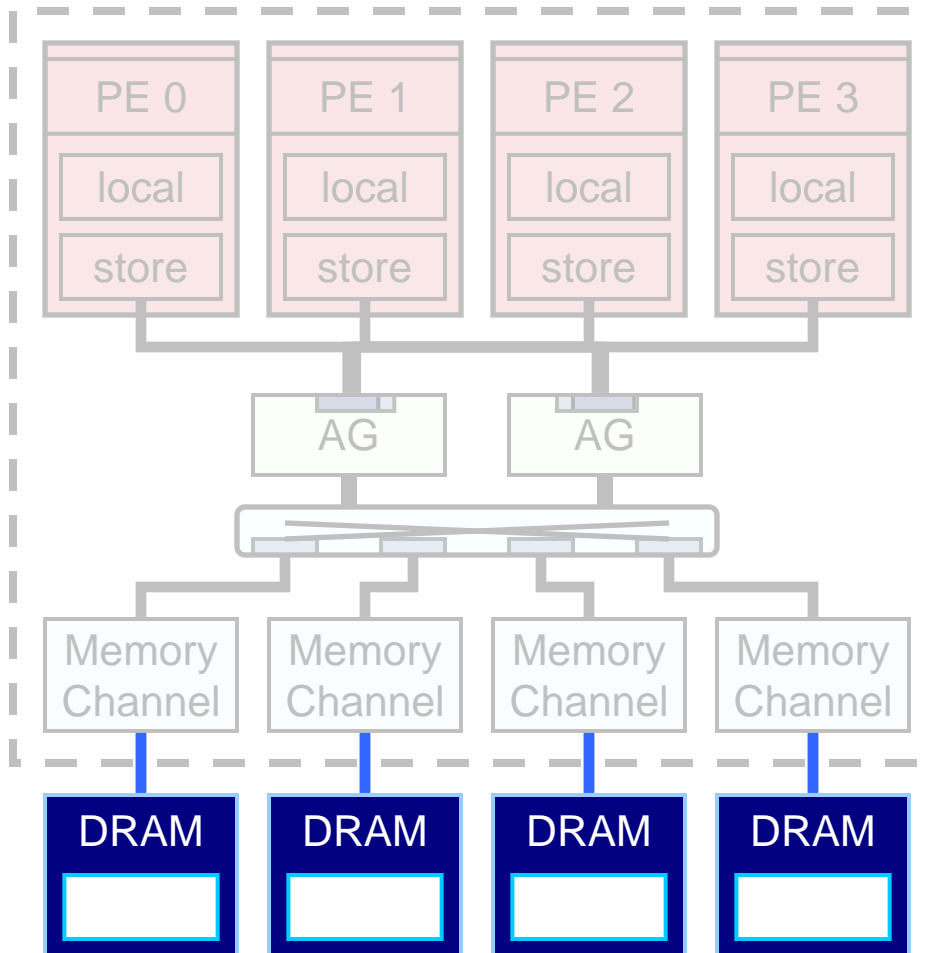 PE 0 PE 1 PE 2 PE 3
local local local local
store store store store
AG AG
Memory Memory Memory Memory
Channel Channel Channel Channel
DRAM DRAM DRAM DRAM